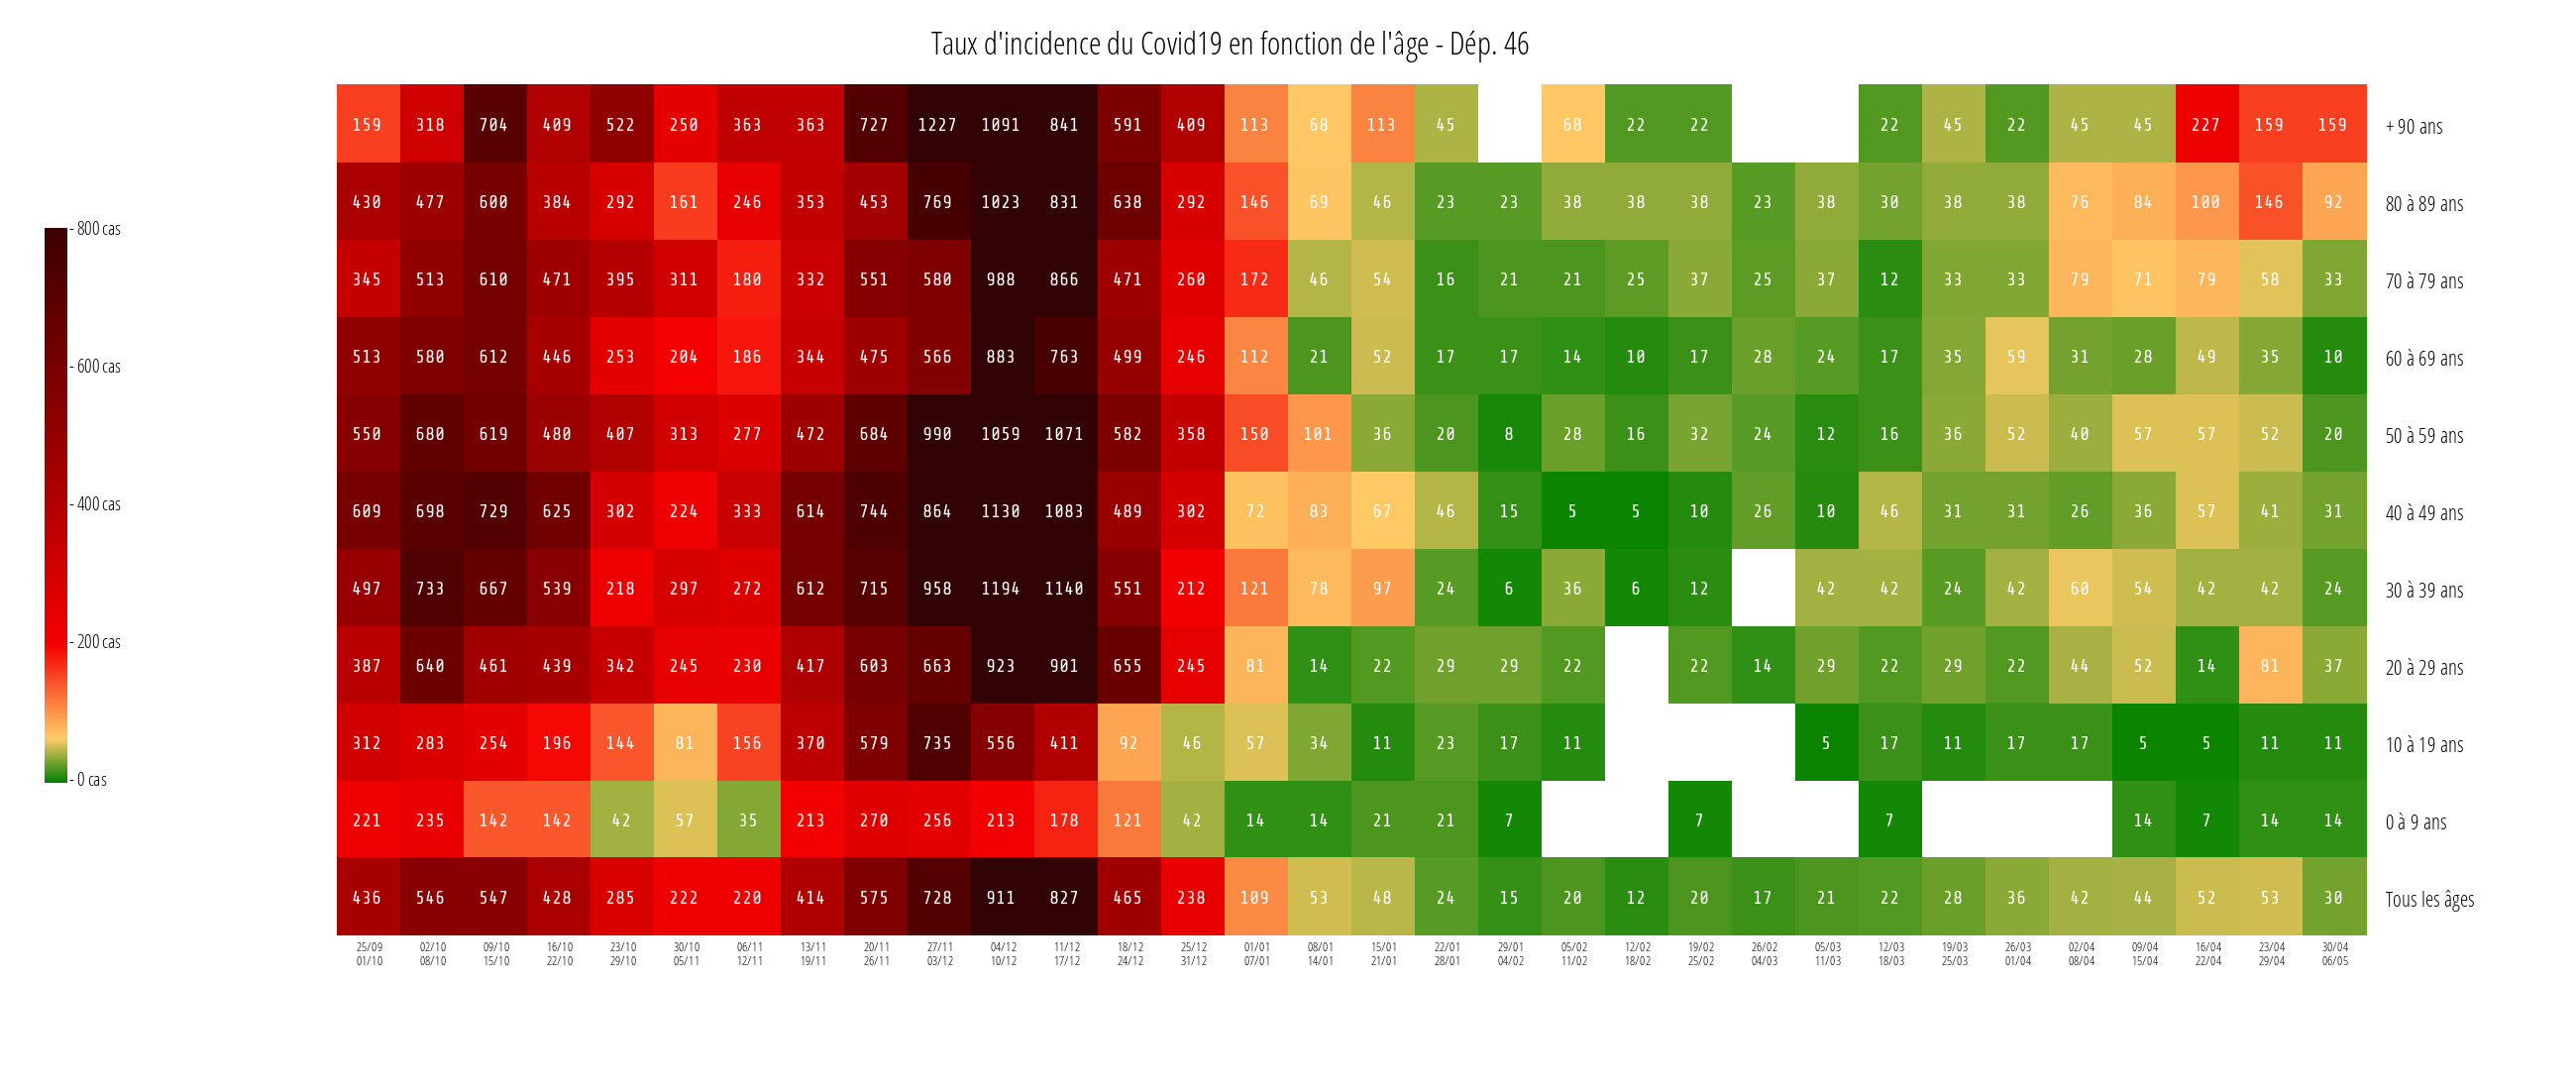 Taux d'incidence du Covid19 en fonction de l'âge - Dép. 46
- 800 cas
- 600 cas
- 400 cas
- 200 cas
- 0 cas
159 318 704 409 522 250 363 363 727 1227 1091 841 591 409 113 68 113 45 68 22 22 22 45 22 45 45 227 159 159 + 90 ans
430 477 600 384 292 161 246 353 453 769 1023 831 638 292 146 69 46 23 23 38 38 38 23 38 30 38 38 76 84 100 146 92 80 à 89 ans
345 513 610 471 395 311 180 332 551 580 988 866 471 260 172 46 54 16 21 21 25 37 25 37 12 33 33 79 71 79 58 33 70 à 79 ans
513 580 612 446 253 204 186 344 475 566 883 763 499 246 112 21 52 17 17 14 10 17 28 24 17 35 59 31 28 49 35 10 60 à 69 ans
550 680 619 480 407 313 277 472 684 990 1059 1071 582 358 150 101 36 20 8 28 16 32 24 12 16 36 52 40 57 57 52 20 50 à 59 ans
609 698 729 625 302 224 333 614 744 864 1130 1083 489 302 72 83 67 46 15 5 5 10 26 10 46 31 31 26 36 57 41 31 40 à 49 ans
497 733 667 539 218 297 272 612 715 958 1194 1140 551 212 121 78 97 24 6 36 6 12 42 42 24 42 60 54 42 42 24 30 à 39 ans
387 640 461 439 342 245 230 417 603 663 923 901 655 245 81 14 22 29 29 22 22 14 29 22 29 22 44 52 14 81 37 20 à 29 ans
312 283 254 196 144 81 156 370 579 735 556 411 92 46 57 34 11 23 17 11 5 17 11 17 17 5 5 11 11 10 à 19 ans
221 235 142 142 42 57 35 213 270 256 213 178 121 42 14 14 21 21 7 7 7 14 7 14 14 0 à 9 ans
436 546 547 428 285 222 220 414 575 728 911 827 465 238 109 53 48 24 15 20 12 20 17 21 22 28 36 42 44 52 53 30 Tous les âges
25/09 02/10 09/10 16/10 23/10 30/10 06/11 13/11 20/11 27/11 04/12 11/12 18/12 25/12 01/01 08/01 15/01 22/01 29/01 05/02 12/02 19/02 26/02 05/03 12/03 19/03 26/03 02/04 09/04 16/04 23/04 30/04
01/10 08/10 15/10 22/10 29/10 05/11 12/11 19/11 26/11 03/12 10/12 17/12 24/12 31/12 07/01 14/01 21/01 28/01 04/02 11/02 18/02 25/02 04/03 11/03 18/03 25/03 01/04 08/04 15/04 22/04 29/04 06/05